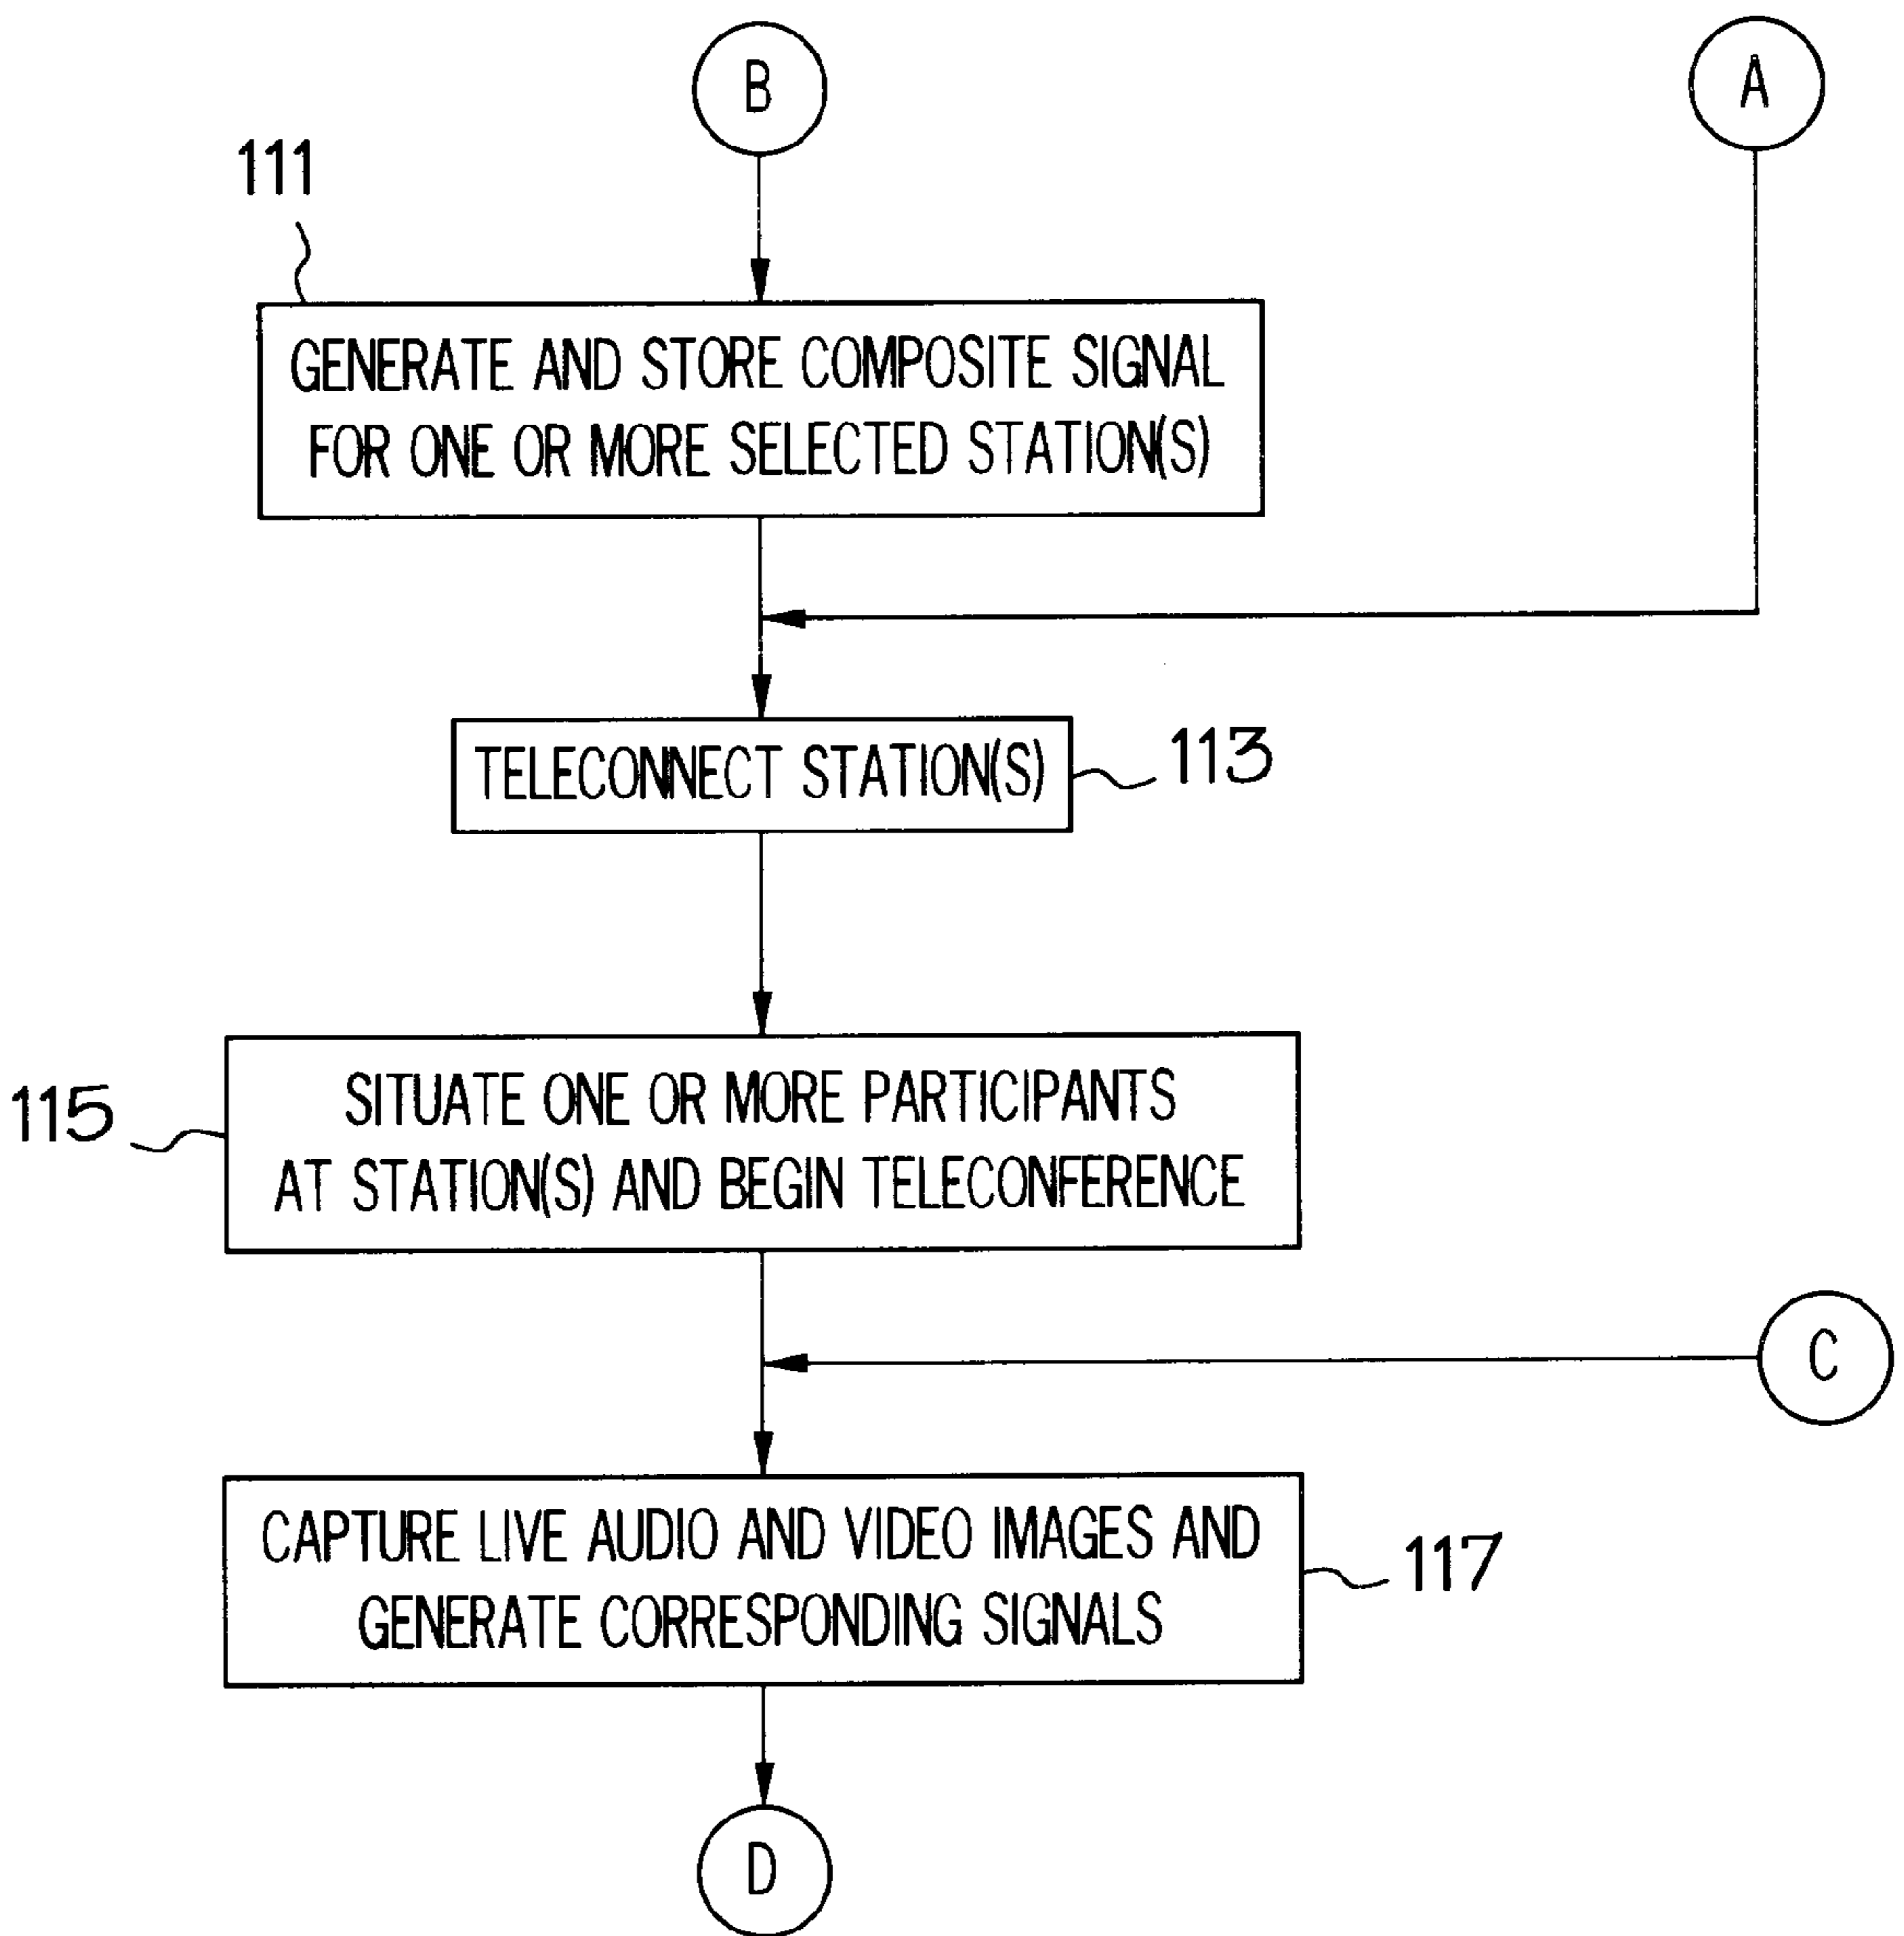 B
A
111
GENERATE AND STORE COMPOSITE SIGNAL
FOR ONE OR MORE SELECTED STATION(S)
TELECONNECT STATION(S)
113
115
SITUATE ONE OR MORE PARTICIPANTS
AT STATION(S) AND BEGIN TELECONFERENCE
C
CAPTURE LIVE AUDIO AND VIDEO IMAGES AND
GENERATE CORRESPONDING SIGNALS
117
D